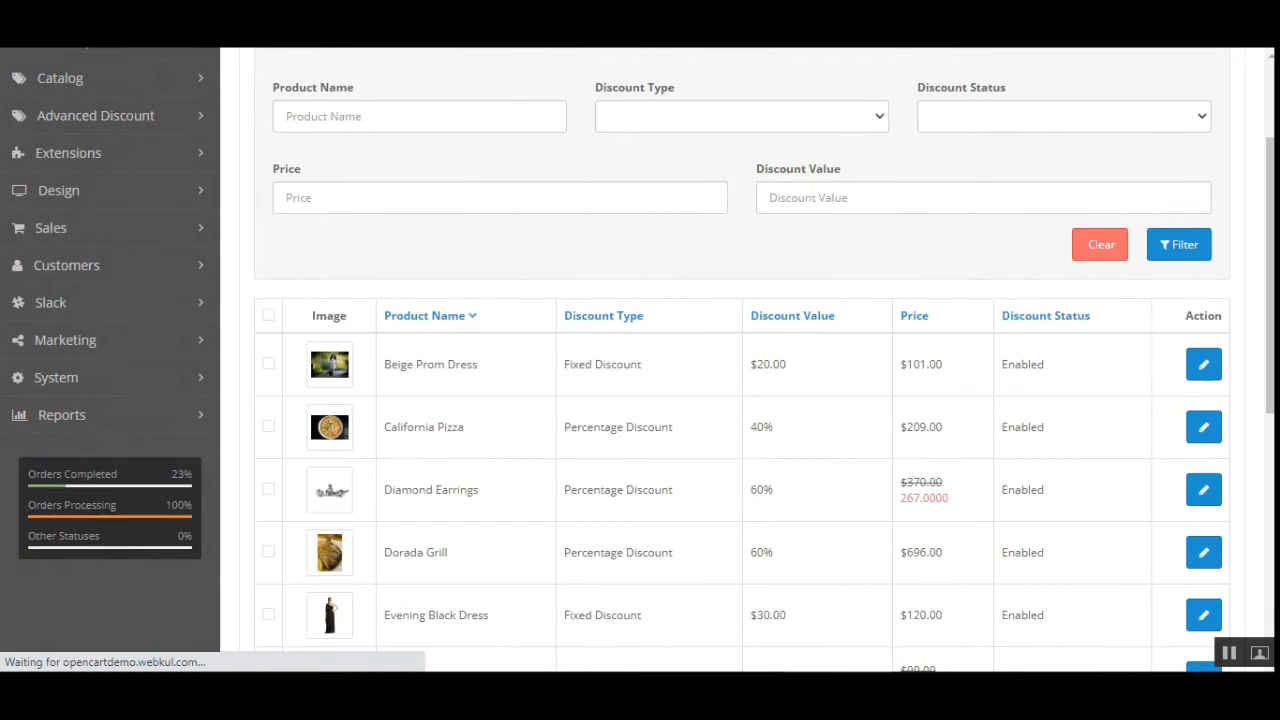 Catalog
Advanced Discount
Extensions
Design
Sales
Customers
Slack
Marketing
System
Reports
Orders Completed 23%
Orders Processing 100%
Other Statuses 0%
Product Name Discount Type Discount Status
Product Name
Price Discount Value
Price Discount Value
Clear Filter
Image Product Name Discount Type Discount Value Price Discount Status Action
Beige Prom Dress Fixed Discount $20.00 $101.00 Enabled
California Pizza Percentage Discount 40% $209.00 Enabled
Diamond Earrings Percentage Discount 60% $370.00 Enabled
267.0000
Dorada Grill Percentage Discount 60% $696.00 Enabled
Evening Black Dress Fixed Discount $30.00 $120.00 Enabled
Waiting for opencartdemo.webkul.com...